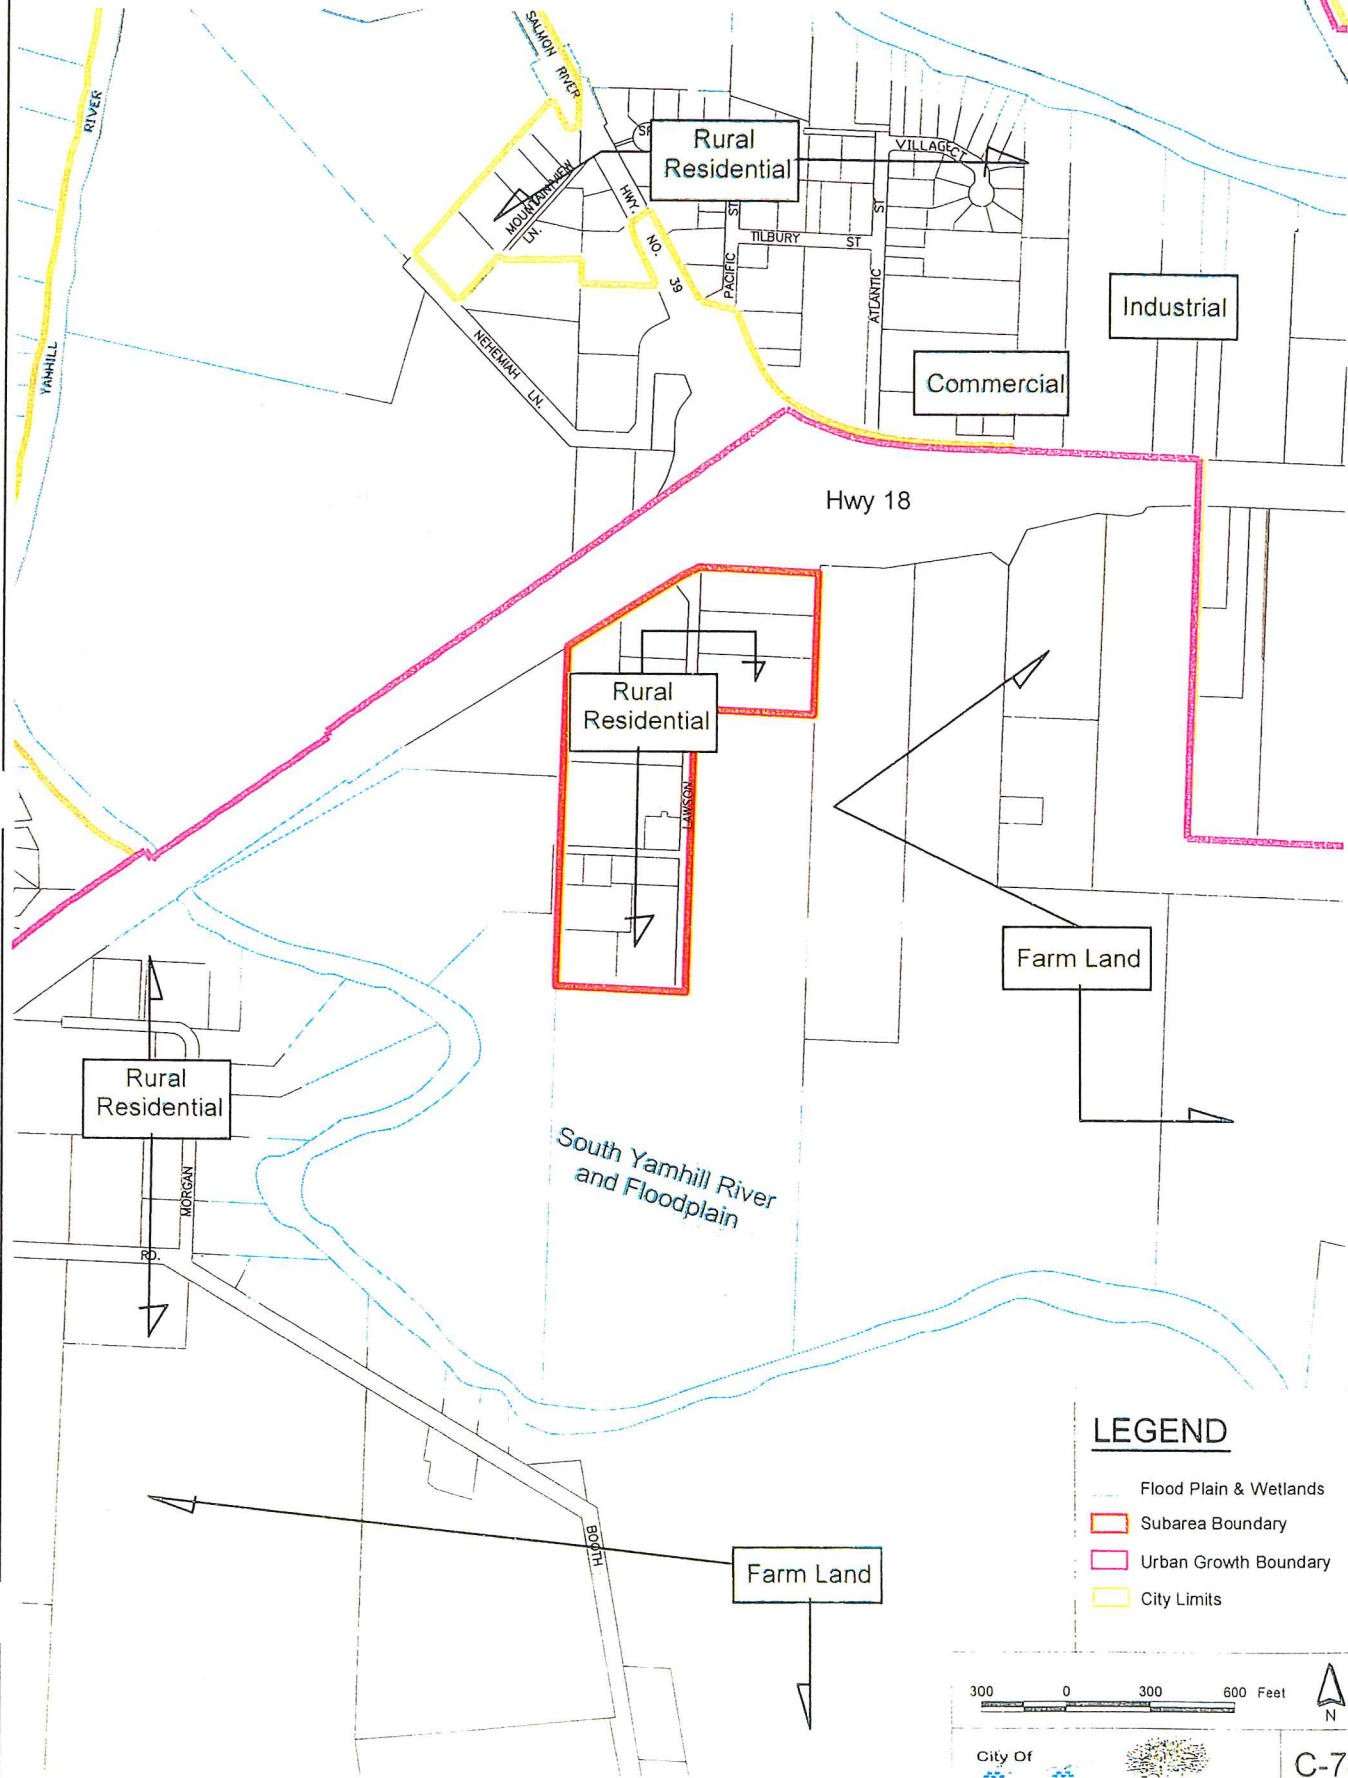 SALMON RIVER
RIVER
Rural
Residential
VILLAGE CT
MOUNTAINVIEW
LN.
HWY.
NO.
39
ST
ST
TILBURY ST
PACIFIC
ATLANTIC
Industrial
NEHEMIAH LN.
YAMHILL
Commercial
Hwy 18
Rural
Residential
LAWSON
Farm Land
Rural
Residential
South Yamhill River
and Floodplain
MORGAN
RD.
LEGEND
Flood Plain & Wetlands
Subarea Boundary
Urban Growth Boundary
City Limits
BOOTH
Farm Land
300 0 300 600 Feet
N
City Of
C-7